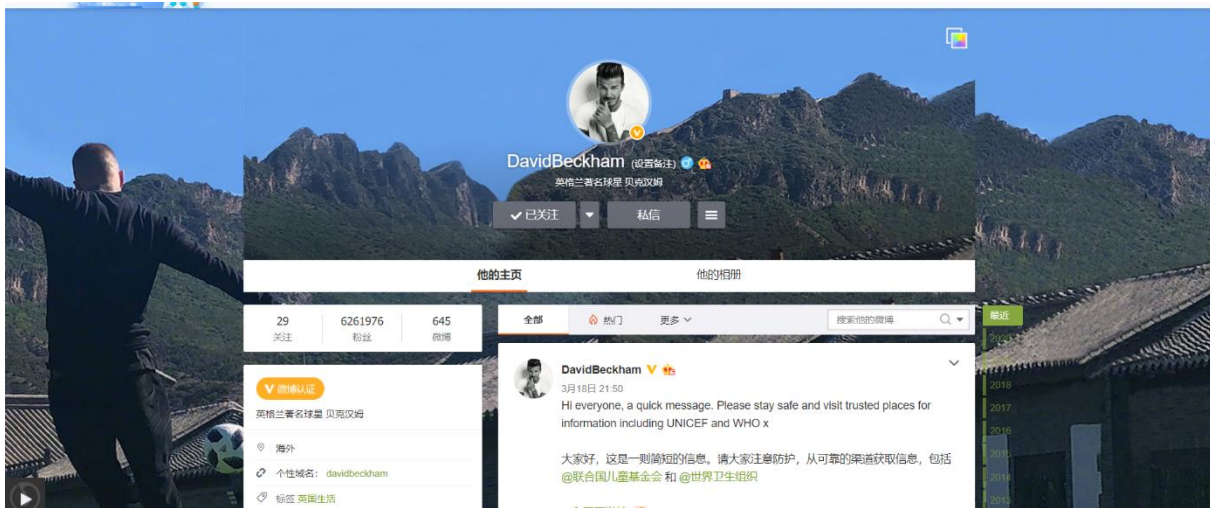 DavidBeckham (设置备注)
英格兰著名球星 贝克汉姆
已关注
私信
他的主页
他的相册
29
关注
6261976
粉丝
645
微博
全部
热门
更多
搜索他的微博
最近
V 微博认证
英格兰著名球星 贝克汉姆
海外
个性域名： davidbeckham
标签 英国生活
DavidBeckham
3月18日 21:50
Hi everyone, a quick message. Please stay safe and visit trusted places for
information including UNICEF and WHO x
大家好，这是一则简短的信息。请大家注意防护，从可靠的渠道获取信息，包括
@联合国儿童基金会 和 @世界卫生组织
2018
2017
2016
2015
2014
2013